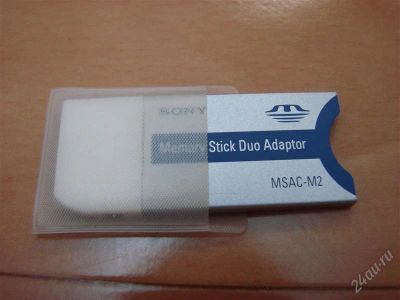 SONY
Memory Stick Duo Adaptor
MSAC-M2
24au.ru